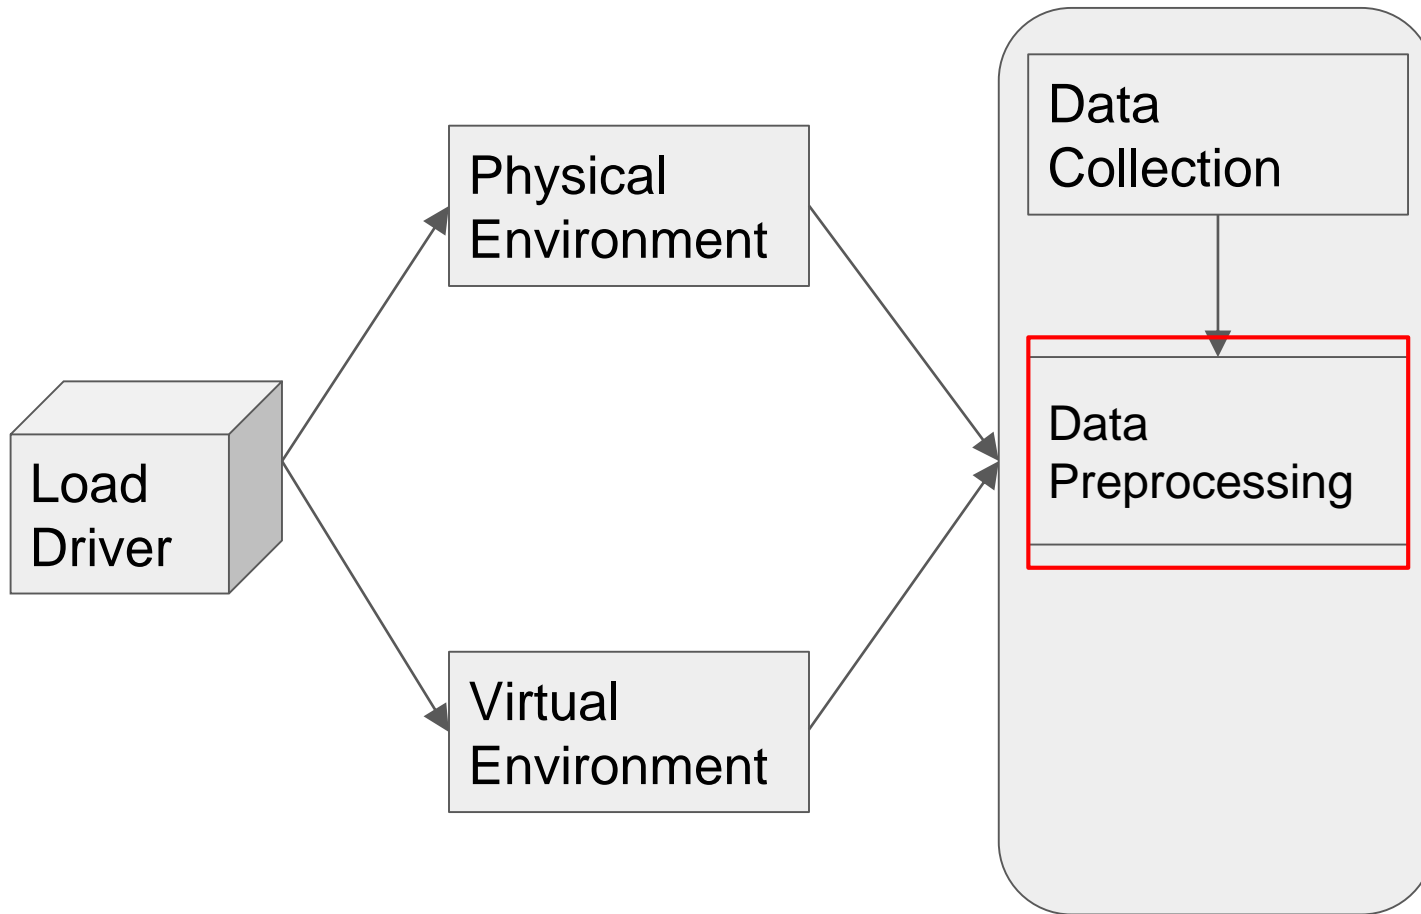 Load
Driver
Physical
Environment
Virtual
Environment
Data
Collection
Data
Preprocessing